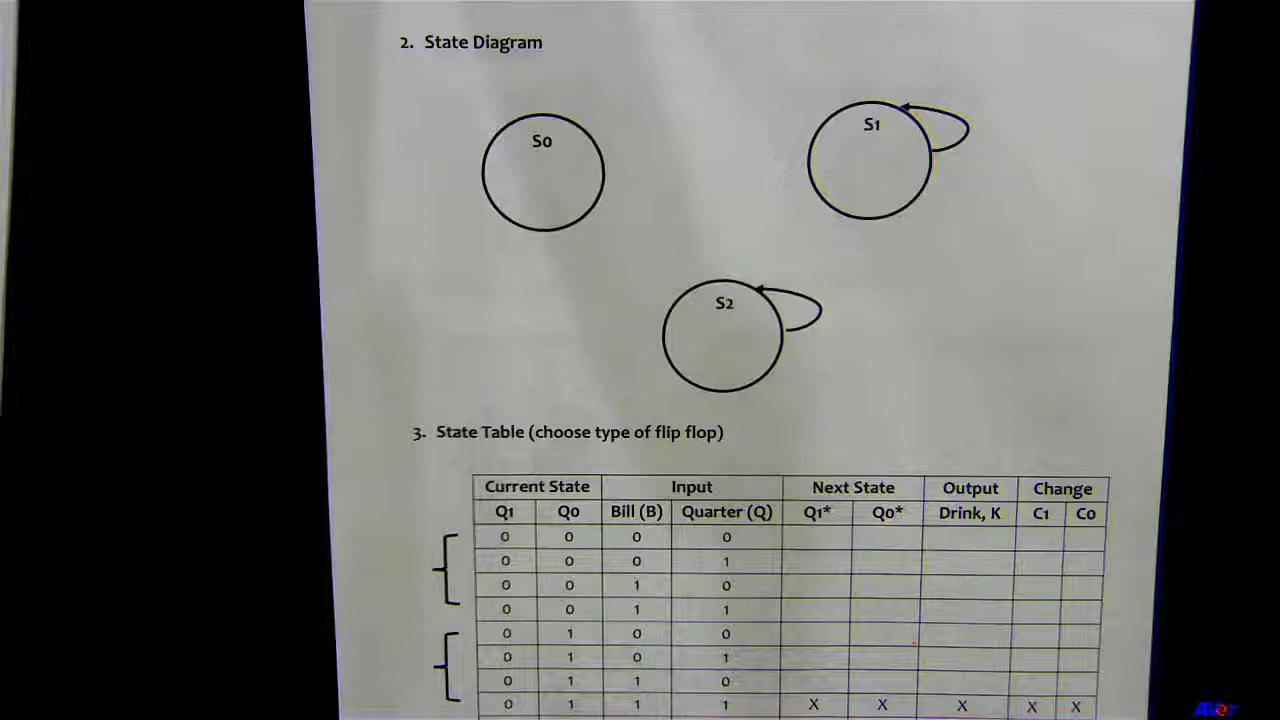 2. State Diagram
S0
S1
S2
3. State Table (choose type of flip flop)
Current State Input Next State Output Change
Q1 Q0 Bill (B) Quarter (Q) Q1* Q0* Drink, K C1 C0
0 0 0 0
0 0 0 1
0 0 1 0
0 0 1 1
0 1 0 0
0 1 0 1
0 1 1 0
0 1 1 1 X X X X X
AVer